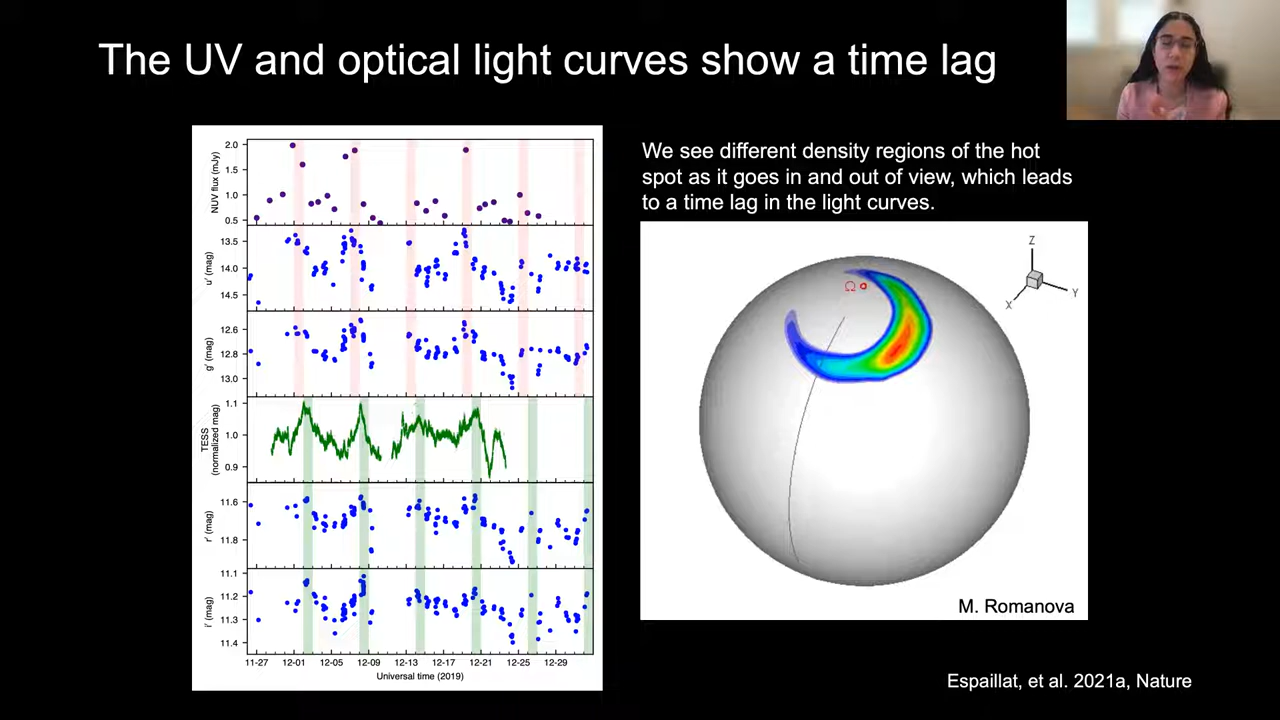 The UV and optical light curves show a time lag
2.0
1.5
1.0
0.5
NUV flux (mJy)
13.5
14.0
14.5
u' (mag)
12.6
12.8
13.0
g' (mag)
1.1
1.0
0.9
TESS
(normalized mag)
11.6
11.8
r' (mag)
11.1
11.2
11.3
11.4
i' (mag)
11-27 12-01 12-05 12-09 12-13 12-17 12-21 12-25 12-29
Universal time (2019)
We see different density regions of the hot
spot as it goes in and out of view, which leads
to a time lag in the light curves.
Z
Y
X
Ω
M. Romanova
Espaillat, et al. 2021a, Nature